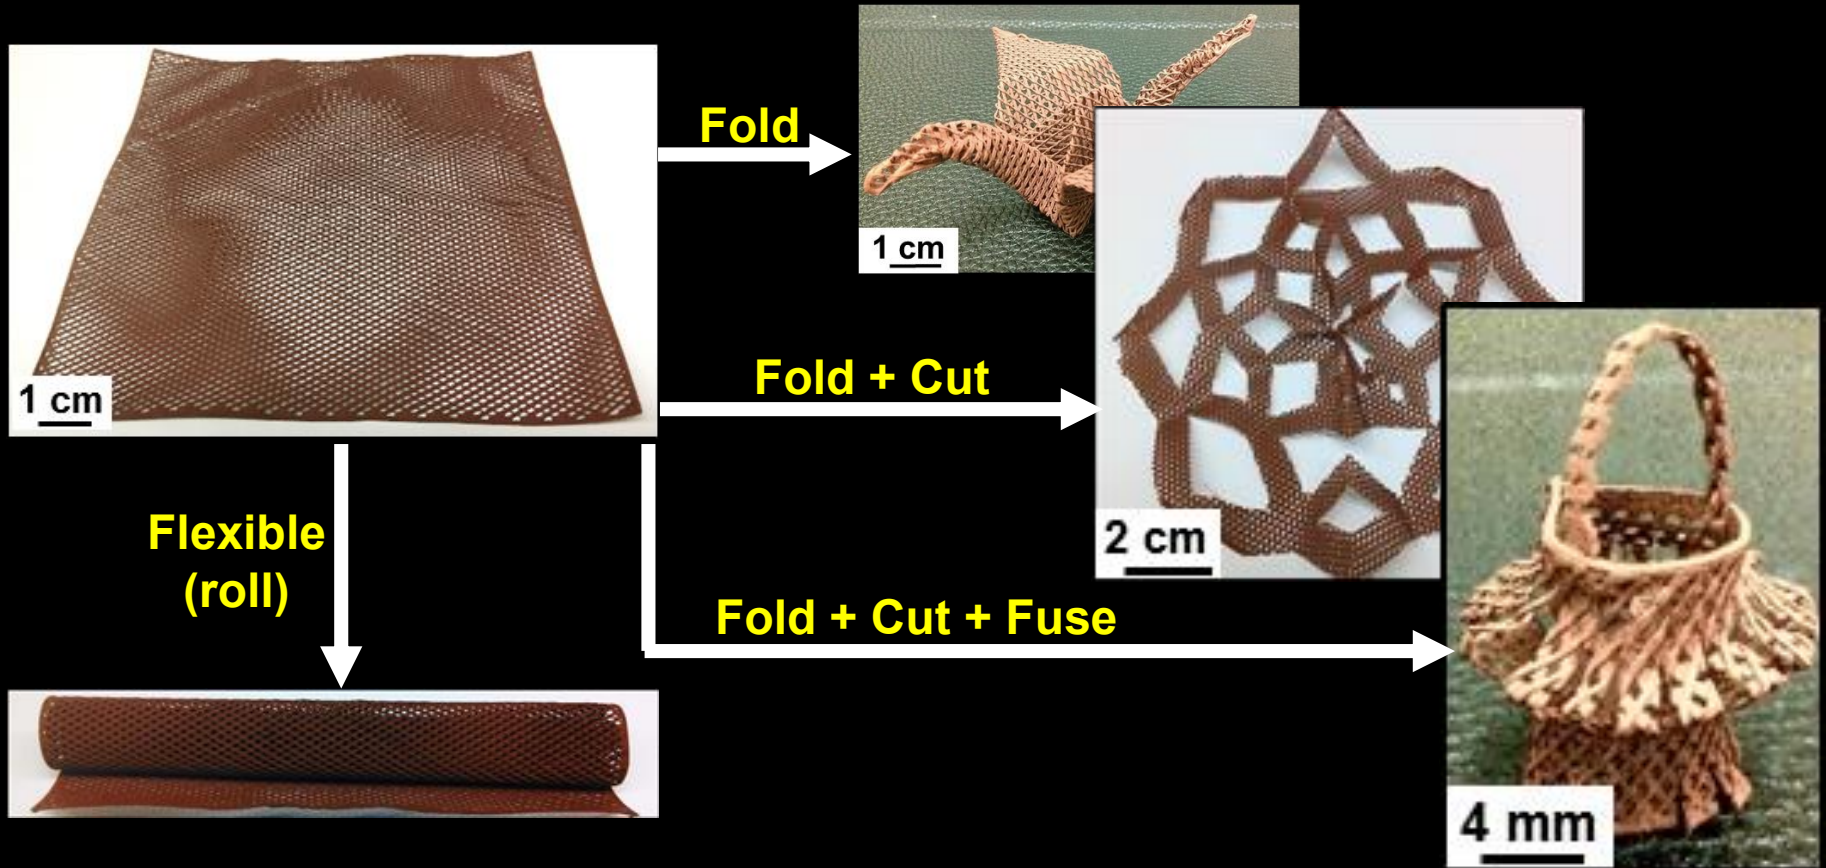 Fold
1 cm
1 cm
Fold + Cut
2 cm
Flexible
(roll)
Fold + Cut + Fuse
4 mm